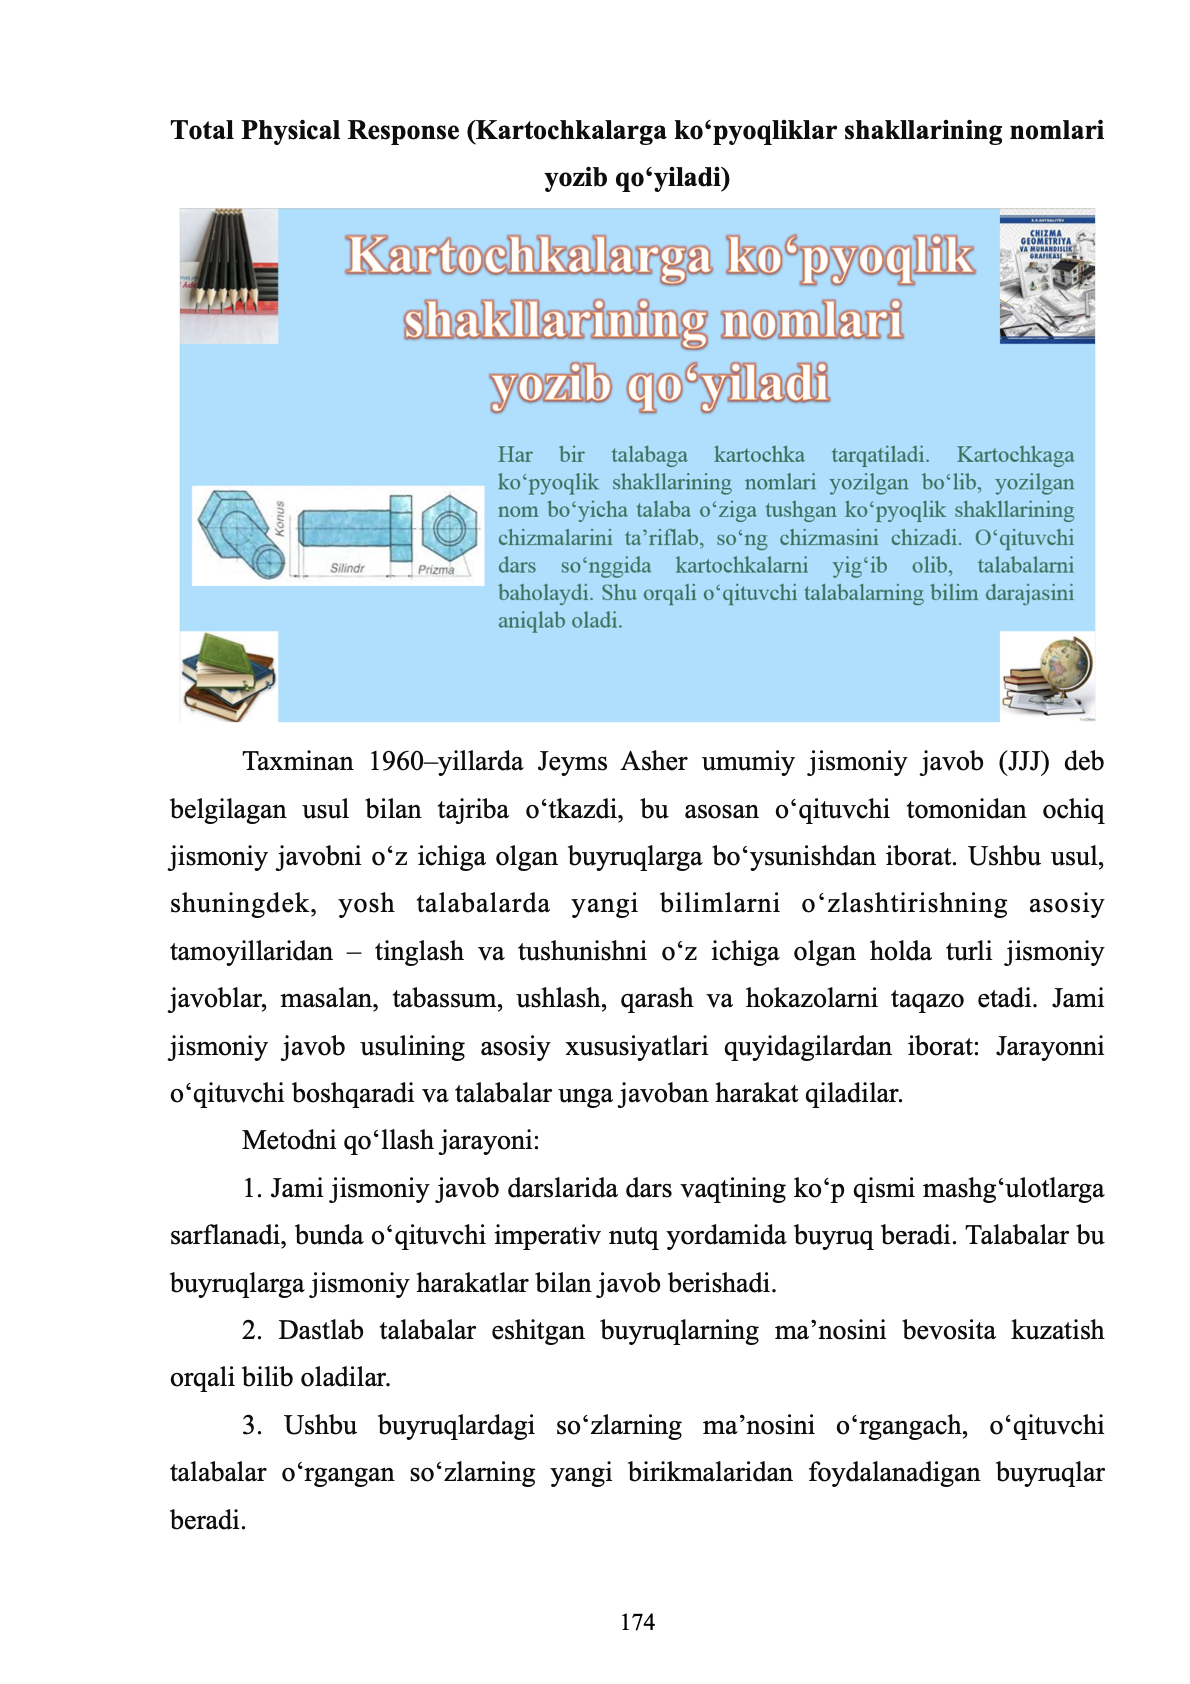 Total Physical Response (Kartochkalarga ko‘pyoqliklar shakllarining nomlari
yozib qo‘yiladi)
Kartochkalarga ko‘pyoqlik
shakllarining nomlari
yozib qo‘yiladi
CHIZMA
GEOMETRIYA
VA MUHANDISLIK
GRAFIKASI
Har bir talabaga kartochka tarqatiladi. Kartochkaga
ko‘pyoqlik shakllarining nomlari yozilgan bo‘lib, yozilgan
nom bo‘yicha talaba o‘ziga tushgan ko‘pyoqlik shakllarining
chizmalarini ta’riflab, so‘ng chizmasini chizadi. O‘qituvchi
dars so‘nggida kartochkalarni yig‘ib olib, talabalarni
baholaydi. Shu orqali o‘qituvchi talabalarning bilim darajasini
aniqlab oladi.
Konus
Silindr
Prizma
Taxminan 1960–yillarda Jeyms Asher umumiy jismoniy javob (JJJ) deb
belgilagan usul bilan tajriba o‘tkazdi, bu asosan o‘qituvchi tomonidan ochiq
jismoniy javobni o‘z ichiga olgan buyruqlarga bo‘ysunishdan iborat. Ushbu usul,
shuningdek, yosh talabalarda yangi bilimlarni o‘zlashtirishning asosiy
tamoyillaridan – tinglash va tushunishni o‘z ichiga olgan holda turli jismoniy
javoblar, masalan, tabassum, ushlash, qarash va hokazolarni taqazo etadi. Jami
jismoniy javob usulining asosiy xususiyatlari quyidagilardan iborat: Jarayonni
o‘qituvchi boshqaradi va talabalar unga javoban harakat qiladilar.
Metodni qo‘llash jarayoni:
1. Jami jismoniy javob darslarida dars vaqtining ko‘p qismi mashg‘ulotlarga
sarflanadi, bunda o‘qituvchi imperativ nutq yordamida buyruq beradi. Talabalar bu
buyruqlarga jismoniy harakatlar bilan javob berishadi.
2. Dastlab talabalar eshitgan buyruqlarning ma’nosini bevosita kuzatish
orqali bilib oladilar.
3. Ushbu buyruqlardagi so‘zlarning ma’nosini o‘rgangach, o‘qituvchi
talabalar o‘rgangan so‘zlarning yangi birikmalaridan foydalanadigan buyruqlar
beradi.
174